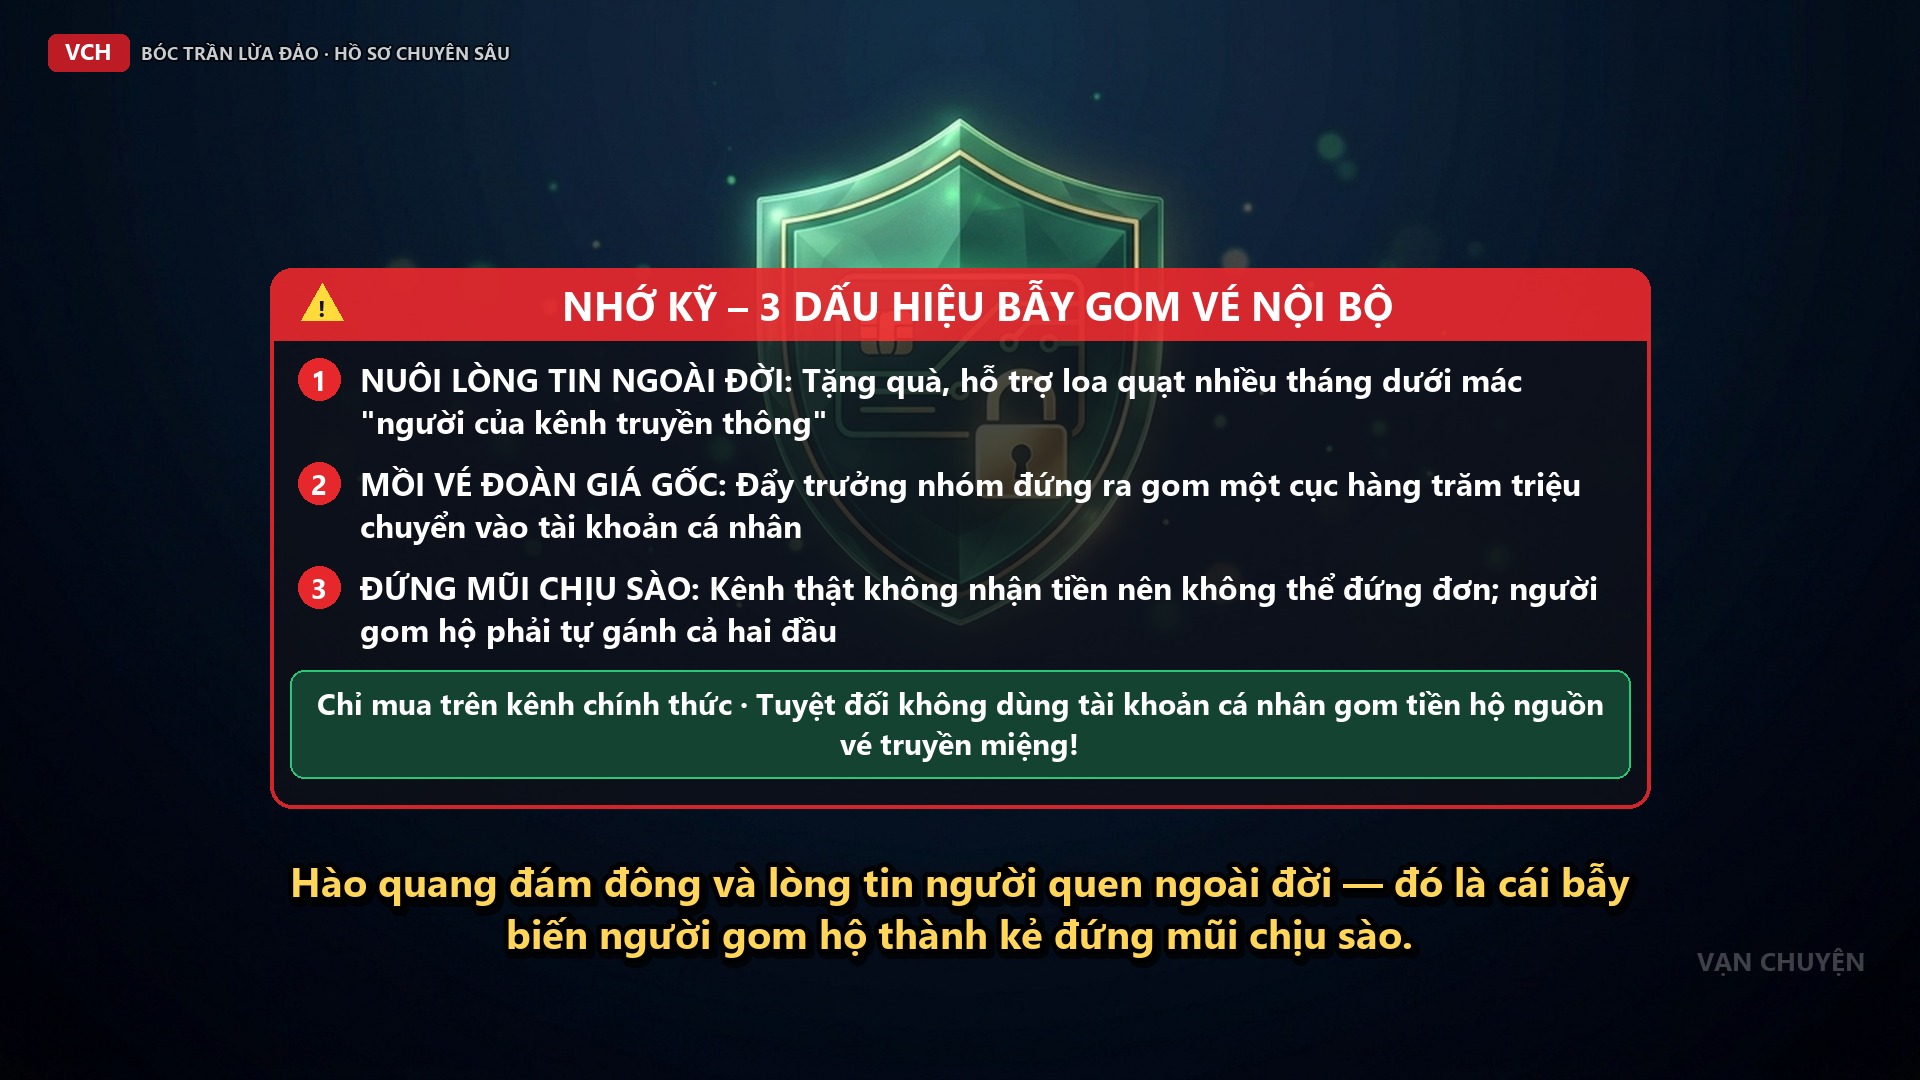 VCH BÓC TRẦN LỪA ĐẢO · HỒ SƠ CHUYÊN SÂU
NHỚ KỸ – 3 DẤU HIỆU BẪY GOM VÉ NỘI BỘ
1 NUÔI LÒNG TIN NGOÀI ĐỜI: Tặng quà, hỗ trợ loa quạt nhiều tháng dưới mác
"người của kênh truyền thông"
2 MỒI VÉ ĐOÀN GIÁ GỐC: Đẩy trưởng nhóm đứng ra gom một cục hàng trăm triệu
chuyển vào tài khoản cá nhân
3 ĐỨNG MŨI CHỊU SÀO: Kênh thật không nhận tiền nên không thể đứng đơn; người
gom hộ phải tự gánh cả hai đầu
Chỉ mua trên kênh chính thức · Tuyệt đối không dùng tài khoản cá nhân gom tiền hộ nguồn
vé truyền miệng!
Hào quang đám đông và lòng tin người quen ngoài đời — đó là cái bẫy
biến người gom hộ thành kẻ đứng mũi chịu sào.
VẠN CHUYỆN